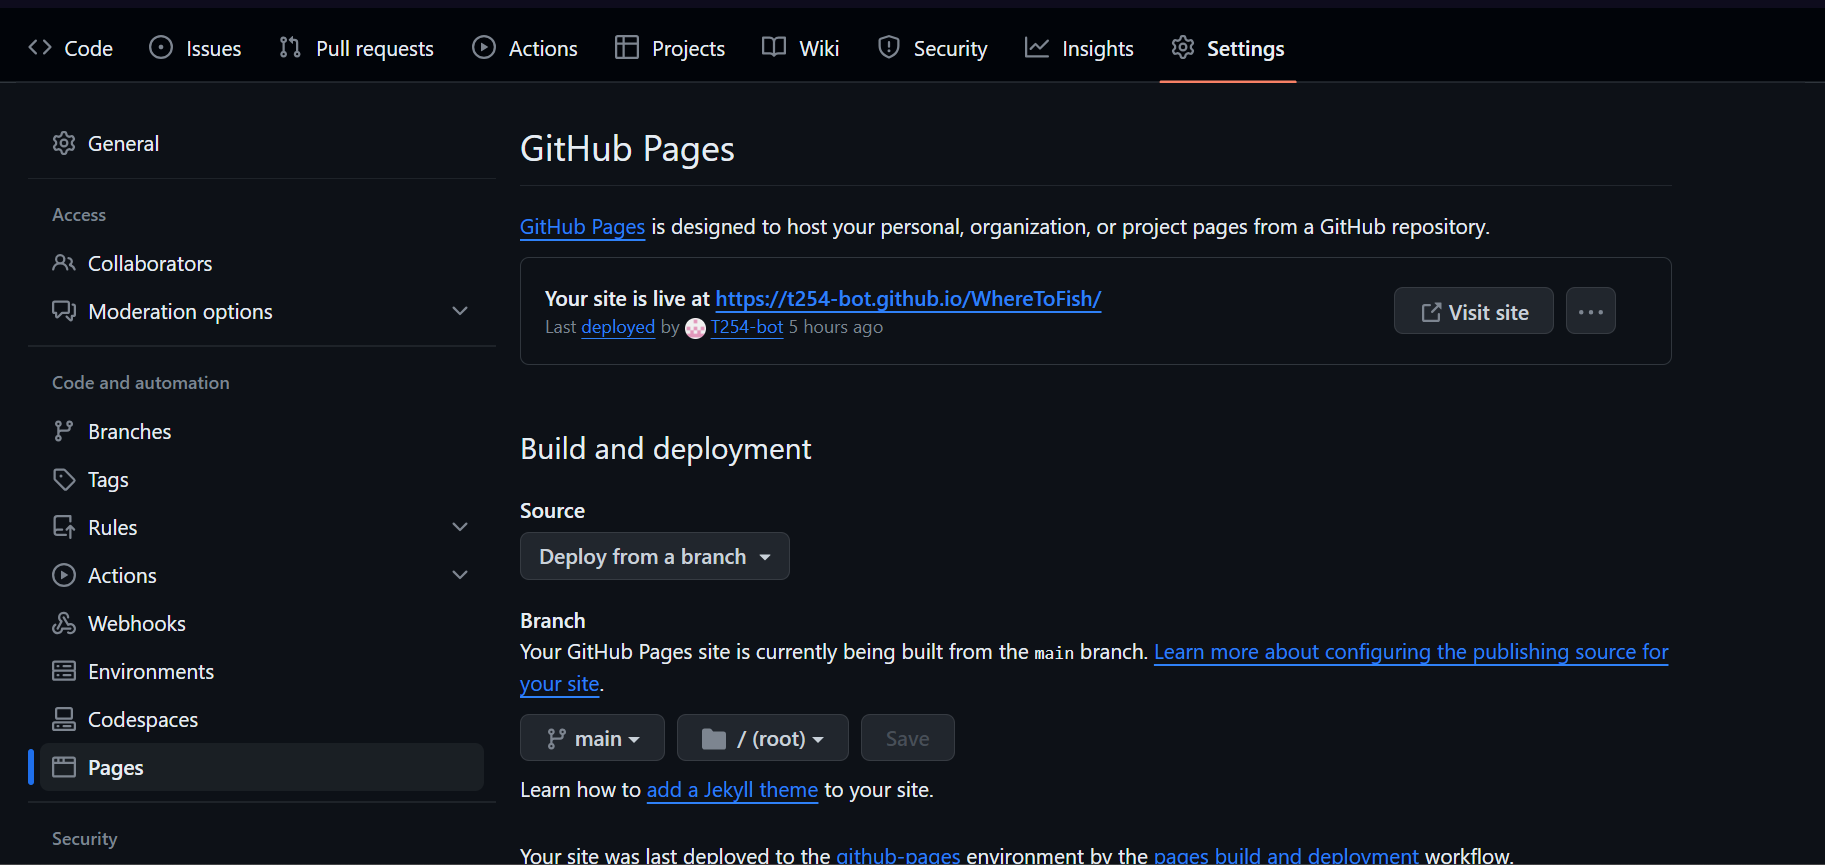 Code
Issues
Pull requests
Actions
Projects
Wiki
Security
Insights
Settings
General
Access
Collaborators
Moderation options
Code and automation
Branches
Tags
Rules
Actions
Webhooks
Environments
Codespaces
Pages
Security
GitHub Pages
GitHub Pages is designed to host your personal, organization, or project pages from a GitHub repository.
Your site is live at https://t254-bot.github.io/WhereToFish/
Last deployed by T254-bot 5 hours ago
Visit site
Build and deployment
Source
Deploy from a branch
Branch
Your GitHub Pages site is currently being built from the main branch. Learn more about configuring the publishing source for
your site.
main
/ (root)
Save
Learn how to add a Jekyll theme to your site.
Your site was last deployed to the github-pages environment by the pages build and deployment workflow.